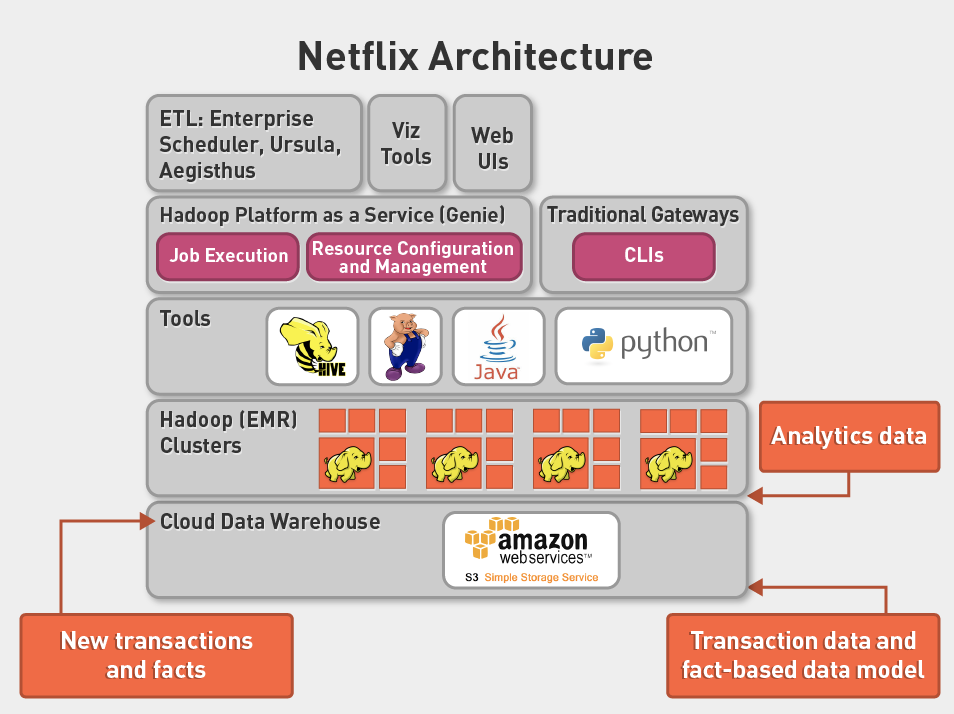 Netflix Architecture
ETL: Enterprise
Scheduler, Ursula,
Aegisthus
Viz
Tools
Web
UIs
Hadoop Platform as a Service (Genie)
Job Execution
Resource Configuration
and Management
Traditional Gateways
CLIs
Tools
HIVE
Java
python™
Hadoop (EMR)
Clusters
Analytics data
Cloud Data Warehouse
amazon
webservices™
S3 Simple Storage Service
New transactions
and facts
Transaction data and
fact-based data model